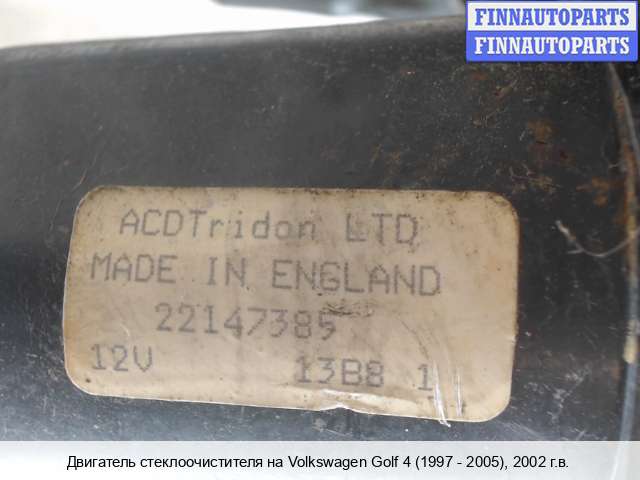 FINNAUTOPARTS
FINNAUTOPARTS
ACDTridon LTD
MADE IN ENGLAND
22147385
12V 13B8 1
Двигатель стеклоочистителя на Volkswagen Golf 4 (1997 - 2005), 2002 г.в.